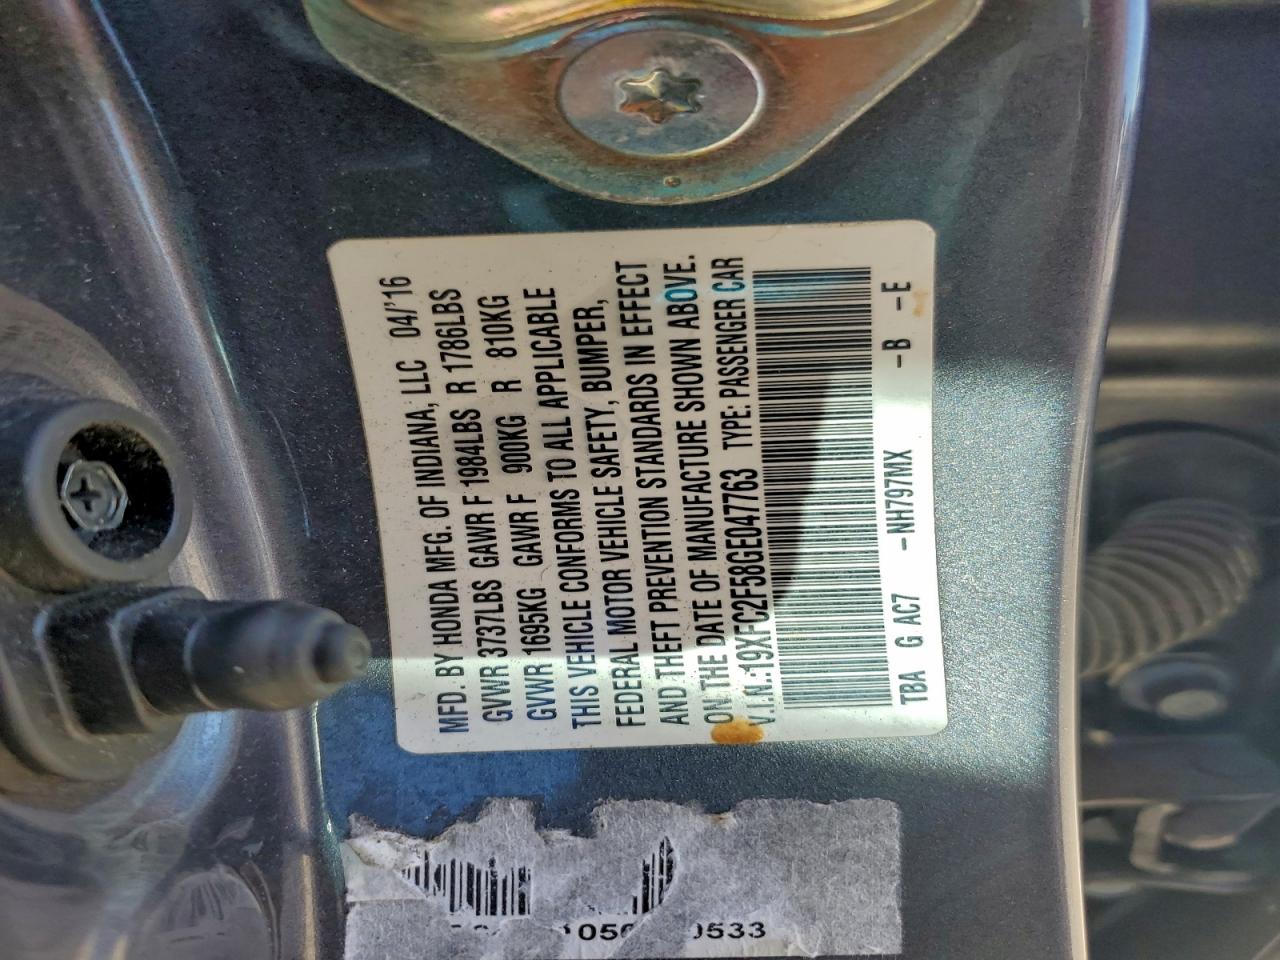 MFD. BY HONDA MFG. OF INDIANA, LLC 04/'16
GVWR 3737LBS GAWR F 1984LBS R 1786LBS
GVWR 1695KG GAWR F 900KG R 810KG
THIS VEHICLE CONFORMS TO ALL APPLICABLE
FEDERAL MOTOR VEHICLE SAFETY, BUMPER,
AND THEFT PREVENTION STANDARDS IN EFFECT
ON THE DATE OF MANUFACTURE SHOWN ABOVE.
V.I.N.:19XFC2F58GE047763 TYPE: PASSENGER CAR
TBA G AC7 -NH797MX -B -E